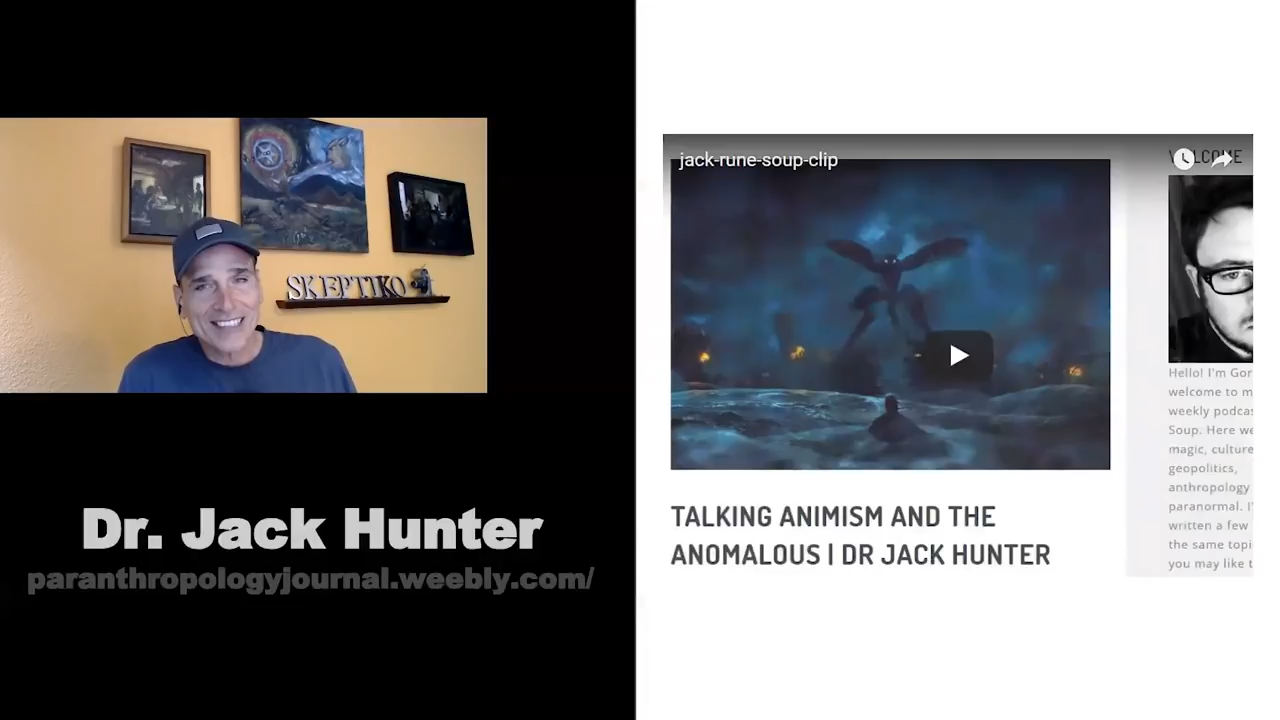 SKEPTIKO
Dr. Jack Hunter
paranthropologyjournal.weebly.com/
jack-rune-soup-clip
WELCOME
TALKING ANIMISM AND THE
ANOMALOUS | DR JACK HUNTER
Hello! I'm Gor
welcome to m
weekly podca
Soup. Here we
magic, culture
geopolitics,
anthropology
paranormal. I'
written a few
the same topi
you may like t